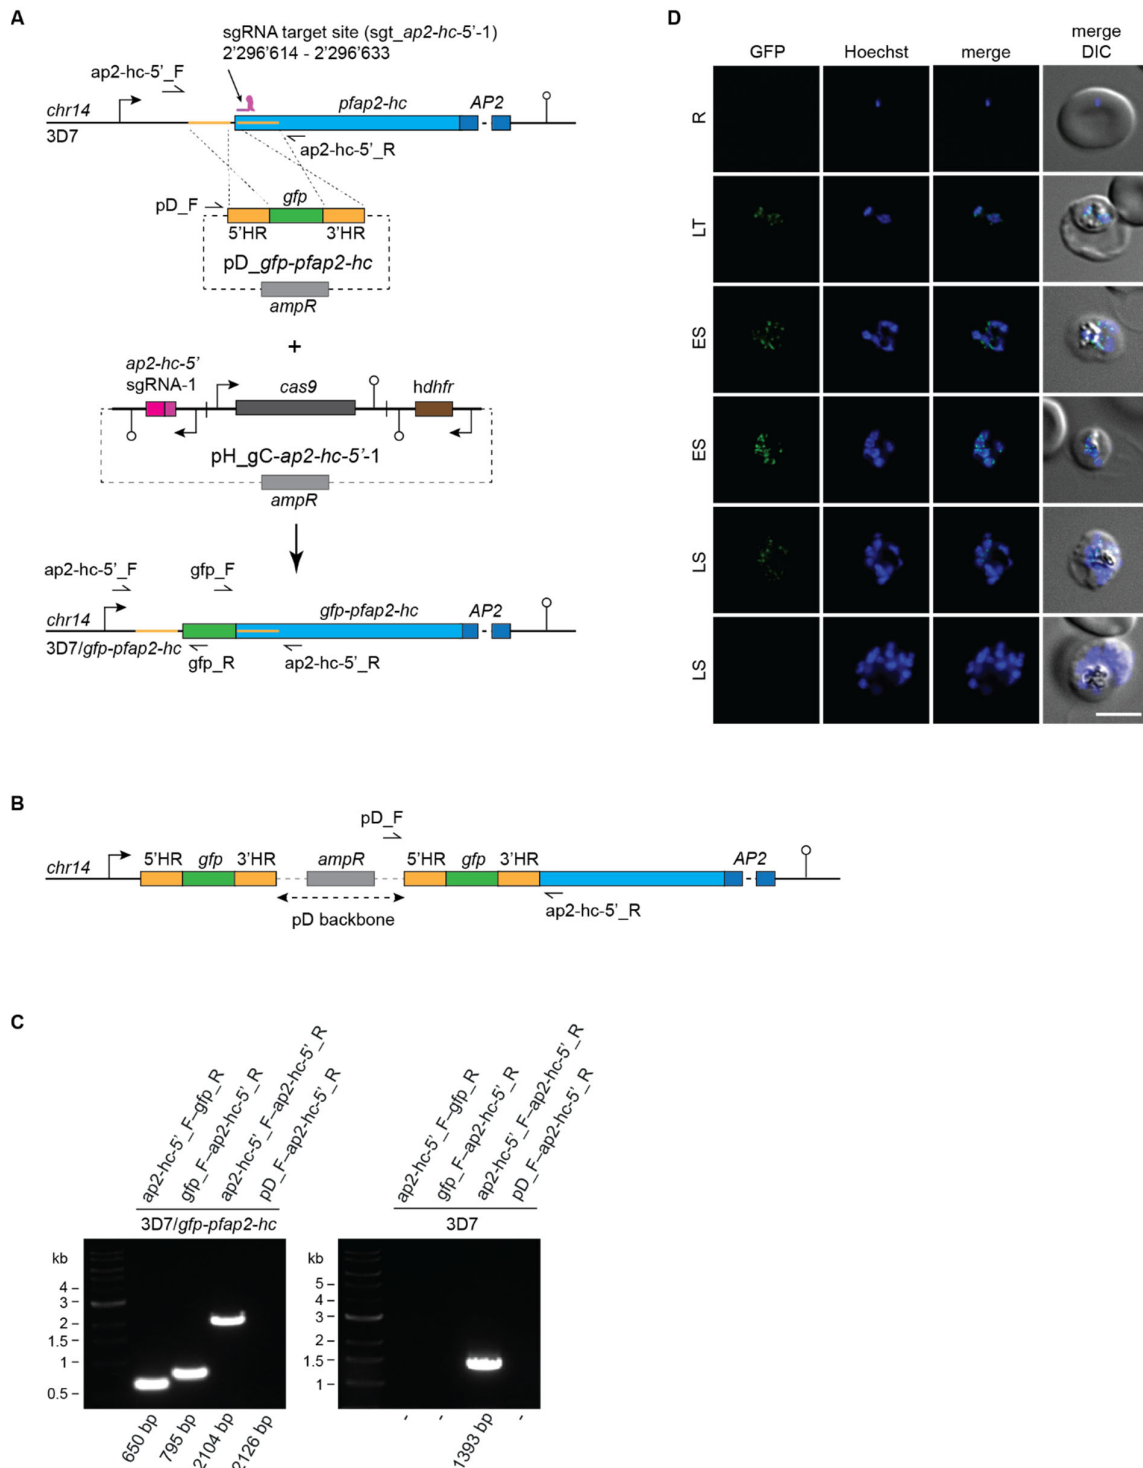 A
sgRNA target site (sgt_ap2-hc-5’-1)
2’296’614 - 2’296’633
ap2-hc-5’_F
chr14
pfap2-hc
AP2
3D7
ap2-hc-5’_R
pD_F
gfp
5’HR
3’HR
pD_gfp-pfap2-hc
ampR
+
ap2-hc-5’
sgRNA-1
cas9
hdhfr
pH_gC-ap2-hc-5’-1
ampR
ap2-hc-5’_F
gfp_F
chr14
gfp-pfap2-hc
AP2
3D7/gfp-pfap2-hc
gfp_R
ap2-hc-5’_R
D
GFP
Hoechst
merge
merge
DIC
R
LT
ES
ES
LS
LS
B
pD_F
chr14
5’HR
gfp
3’HR
ampR
5’HR
gfp
3’HR
AP2
pD backbone
ap2-hc-5’_R
C
ap2-hc-5’_F–gfp_R
gfp_F–ap2-hc-5’_R
ap2-hc-5’_F–ap2-hc-5’_R
pD_F–ap2-hc-5’_R
3D7/gfp-pfap2-hc
kb
4
3
2
1.5
1
0.5
650 bp
795 bp
2104 bp
2126 bp
ap2-hc-5’_F–gfp_R
gfp_F–ap2-hc-5’_R
ap2-hc-5’_F–ap2-hc-5’_R
pD_F–ap2-hc-5’_R
3D7
kb
5
4
3
2
1.5
1
-
-
1393 bp
-